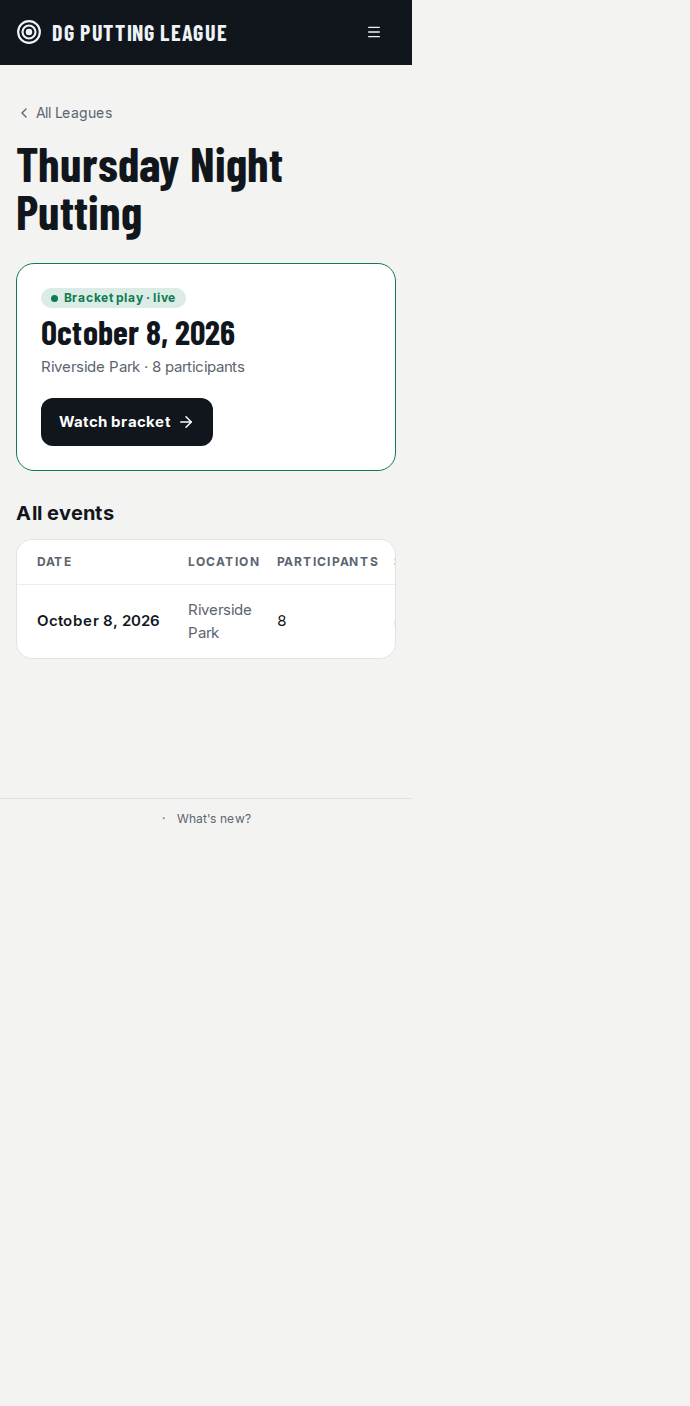 DG PUTTING LEAGUE
All Leagues
Thursday Night
Putting
Bracket play · live
October 8, 2026
Riverside Park · 8 participants
Watch bracket →
All events
DATE LOCATION PARTICIPANTS
October 8, 2026 Riverside Park 8
· What's new?